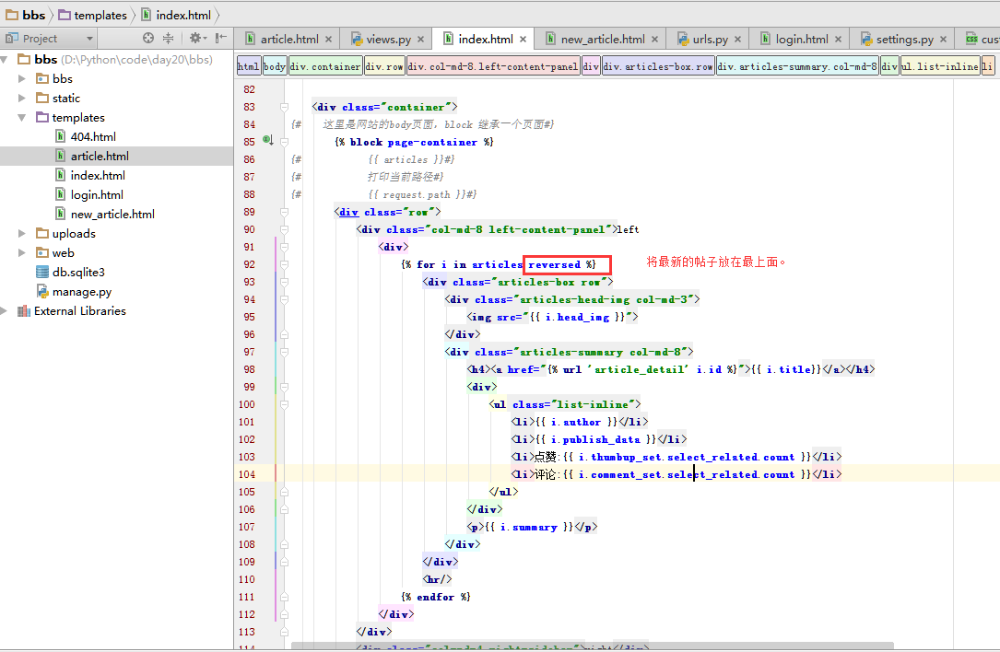 bbs templates index.html
Project
article.html views.py index.html new_article.html urls.py login.html settings.py cus
html body div.container div.row div.col-md-8.left-content-panel div div.articles-box.row div.articles-summary.col-md-8 div ul.list-inline li
bbs (D:\Python\code\day20\bbs)
bbs
static
templates
404.html
article.html
index.html
login.html
new_article.html
uploads
web
db.sqlite3
manage.py
External Libraries
82
83 <div class="container">
84 {# 这里是网站的body页面，block 继承一个页面#}
85 {% block page-container %}
86 {# {{ articles }}#}
87 {# 打印当前路径#}
88 {# {{ request.path }}#}
89 <div class="row">
90 <div class="col-md-8 left-content-panel">left
91 <div>
92 {% for i in articles reversed %} 将最新的帖子放在最上面。
93 <div class="articles-box row">
94 <div class="articles-head-img col-md-3">
95 <img src="{{ i.head_img }}">
96 </div>
97 <div class="articles-summary col-md-8">
98 <h4><a href="{% url 'article_detail' i.id %}">{{ i.title}}</a></h4>
99 <div>
100 <ul class="list-inline">
101 <li>{{ i.author }}</li>
102 <li>{{ i.publish_data }}</li>
103 <li>点赞:{{ i.thumbup_set.select_related.count }}</li>
104 <li>评论:{{ i.comment_set.select_related.count }}</li>
105 </ul>
106 </div>
107 <p>{{ i.summary }}</p>
108 </div>
109 </div>
110 <hr/>
111 {% endfor %}
112 </div>
113 </div>